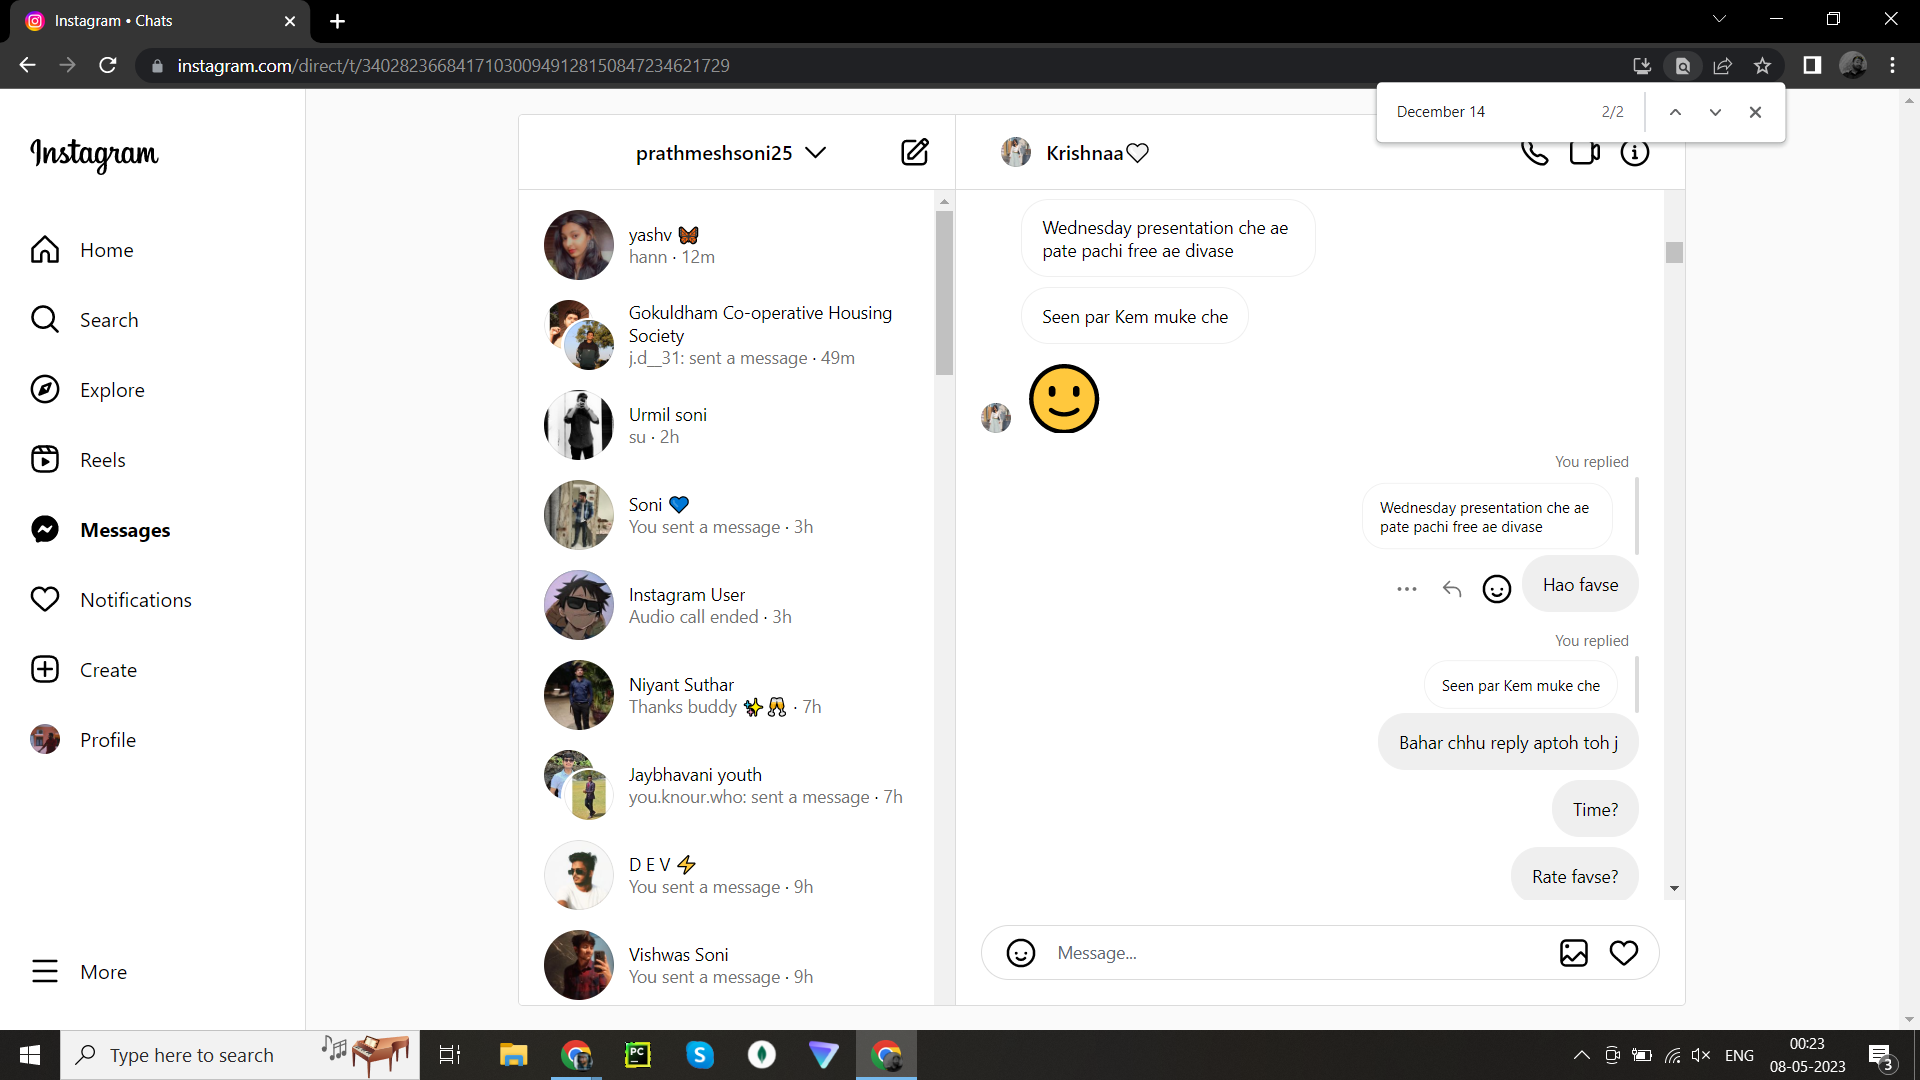 Instagram • Chats
instagram.com/direct/t/340282366841710300949128150847234621729
December 14
2/2
Instagram
Home
Search
Explore
Reels
Messages
Notifications
Create
Profile
More
prathmeshsoni25
yashv 🦋
hann · 12m
Gokuldham Co-operative Housing
Society
j.d__31: sent a message · 49m
Urmil soni
su · 2h
Soni 💙
You sent a message · 3h
Instagram User
Audio call ended · 3h
Niyant Suthar
Thanks buddy ✨🥂 · 7h
Jaybhavani youth
you.knour.who: sent a message · 7h
D E V ⚡
You sent a message · 9h
Vishwas Soni
You sent a message · 9h
Krishnaa♡
Wednesday presentation che ae
pate pachi free ae divase
Seen par Kem muke che
🙂
You replied
Wednesday presentation che ae
pate pachi free ae divase
Hao favse
You replied
Seen par Kem muke che
Bahar chhu reply aptoh toh j
Time?
Rate favse?
Message...
Type here to search
PC
ENG
00:23
08-05-2023
3